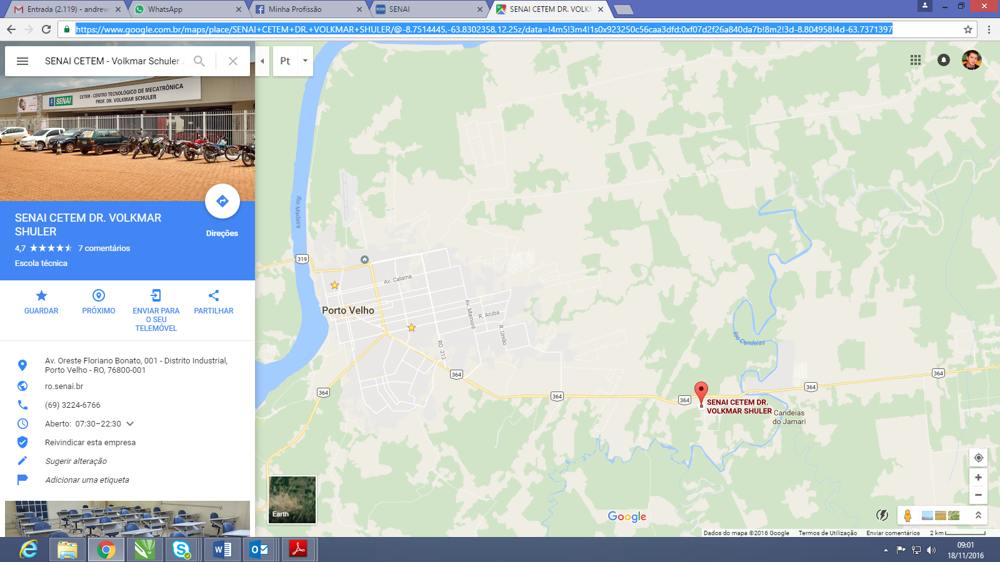 Entrada (2.119) - andrew
WhatsApp
Minha Profissão
SENAI
SENAI CETEM DR. VOLKM
https://www.google.com.br/maps/place/SENAI+CETEM+DR.+VOLKMAR+SHULER/@-8.7514445,-63.8302358,12.25z/data=!4m5!3m4!1s0x923250c56caa3dfd:0xf07d2f26a840da7b!8m2!3d-8.804958!4d-63.7371397
SENAI CETEM - Volkmar Schuler
Pt
SENAI
CETEM - CENTRO TECNOLÓGICO DE MECATRÔNICA
PROF. DR. VOLKMAR SCHULER
SENAI CETEM DR. VOLKMAR
SHULER
Direções
4,7
7 comentários
Escola técnica
GUARDAR
PRÓXIMO
ENVIAR PARA
O SEU
TELEMÓVEL
PARTILHAR
Av. Oreste Floriano Bonato, 001 - Distrito Industrial,
Porto Velho - RO, 76800-001
ro.senai.br
(69) 3224-6766
Aberto: 07:30–22:30
Reivindicar esta empresa
Sugerir alteração
Adicionar uma etiqueta
Rio Madeira
319
Av. Calama
Porto Velho
Av. Mamoré
R. Aruba
R. União
RO-313
364
364
364
364
364
364
Rio Candeias
SENAI CETEM DR.
VOLKMAR SHULER
Candeias
do Jamari
Earth
Google
Dados do mapa ©2016 Google
Termos de Utilização
Enviar comentários
2 km
09:01
18/11/2016